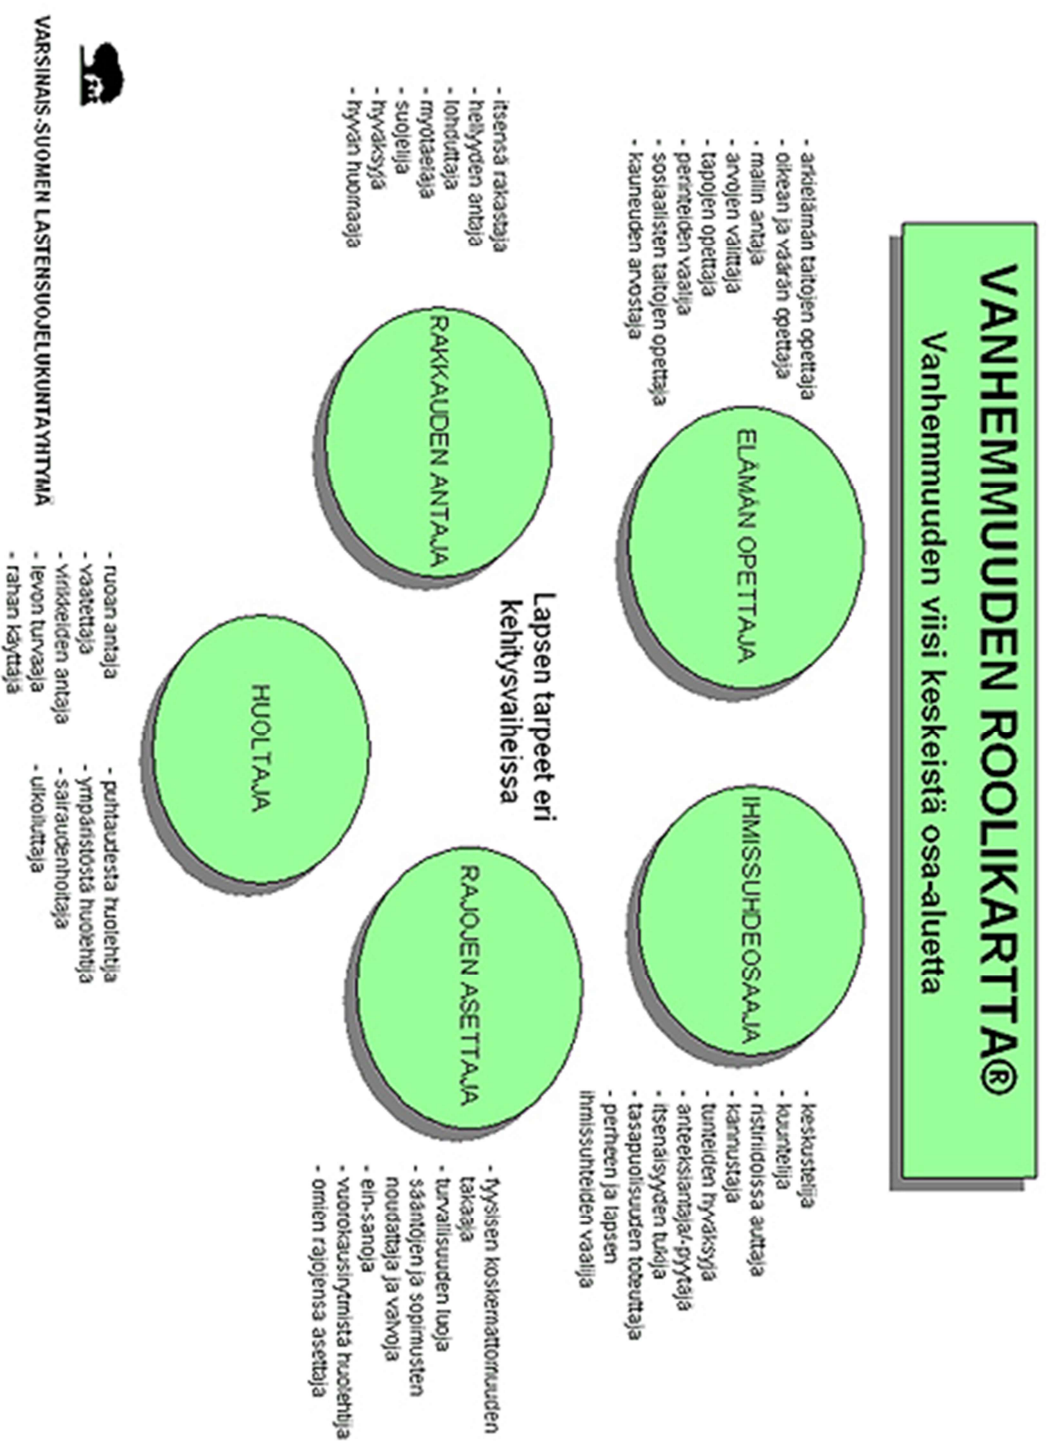 VANHEMMUUDEN ROOLIKARTTA®
Vanhemmuuden viisi keskeistä osa-aluetta
- arkielämän taitojen opettaja
- oikean ja väärän opettaja
- mallin antaja
- arvojen välittäjä
- tapojen opettaja
- perinteiden vaalija
- sosiaalisten taitojen opettaja
- kauneuden arvostaja
ELÄMÄN OPETTAJA
IHMISSUHDEOSAAJA
- keskustelija
- kuuntelija
- ristiriidoissa auttaja
- kannustaja
- tunteiden hyväksyjä
- anteeksiantaja/-pyytäjä
- itsenäisyyden tukija
- tasapuolisuuden toteuttaja
- perheen ja lapsen
ihmissuhteiden vaalija
Lapsen tarpeet eri
kehitysvaiheissa
- itsensä rakastaja
- hellyyden antaja
- lohduttaja
- myötäeläjä
- suojelija
- hyväksyjä
- hyvän huomaaja
RAKKAUDEN ANTAJA
RAJOJEN ASETTAJA
- fyysisen koskemattomuuden
takaaja
- turvallisuuden luoja
- sääntöjen ja sopimusten
noudattaja ja valvoja
- ein-sanoja
- vuorokausirytmistä huolehtija
- omien rajojensa asettaja
HUOLTAJA
- ruoan antaja
- vaatettaja
- virikkeiden antaja
- levon turvaaja
- rahan käyttäjä
- puhtaudesta huolehtija
- ympäristöstä huolehtija
- sairaudenhoitaja
- ulkoiluttaja
VARSINAIS-SUOMEN LASTENSUOJELUKUNTAYHTYMÄ